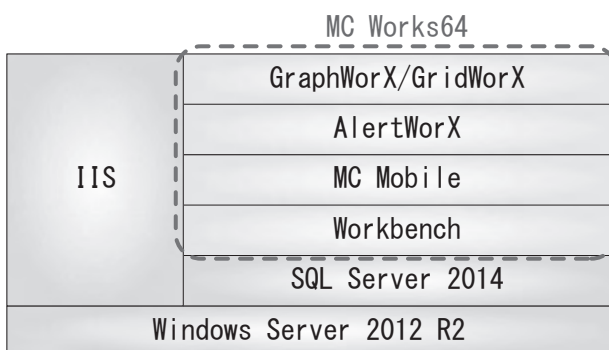 MC Works64
GraphWorX/GridWorX
AlertWorX
IIS
MC Mobile
Workbench
SQL Server 2014
Windows Server 2012 R2